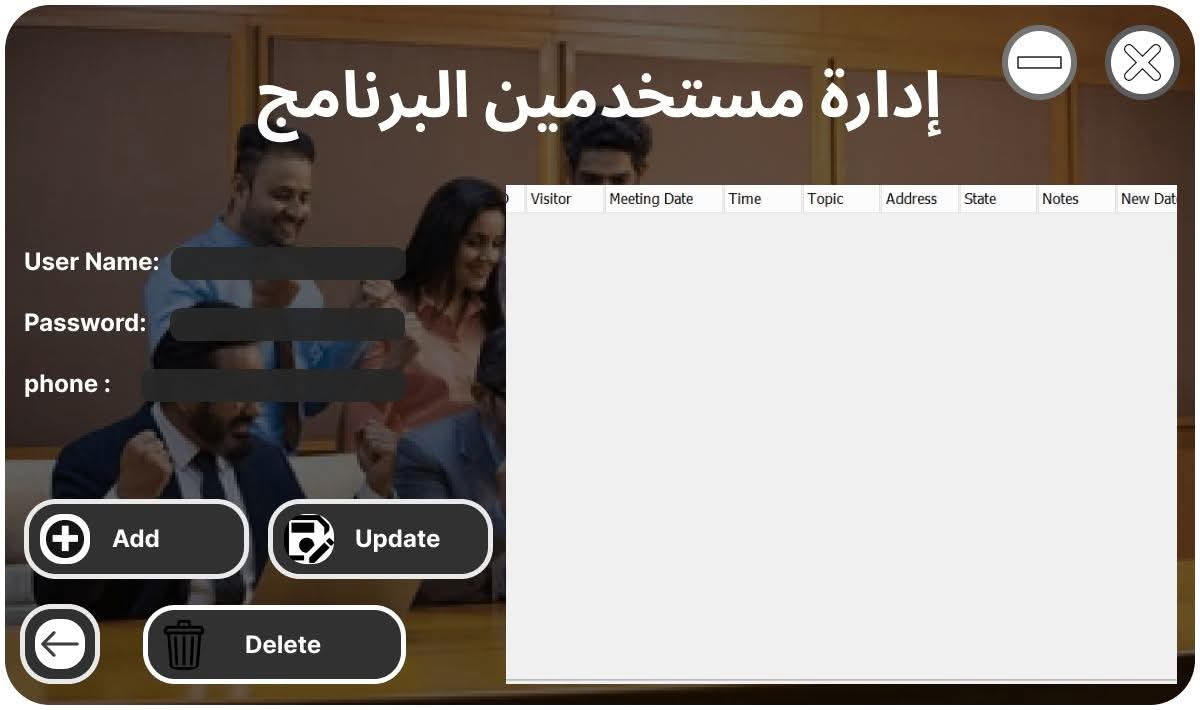 إدارة مستخدمين البرنامج
Visitor Meeting Date Time Topic Address State Notes New Dat
User Name:
Password:
phone :
Add Update
Delete